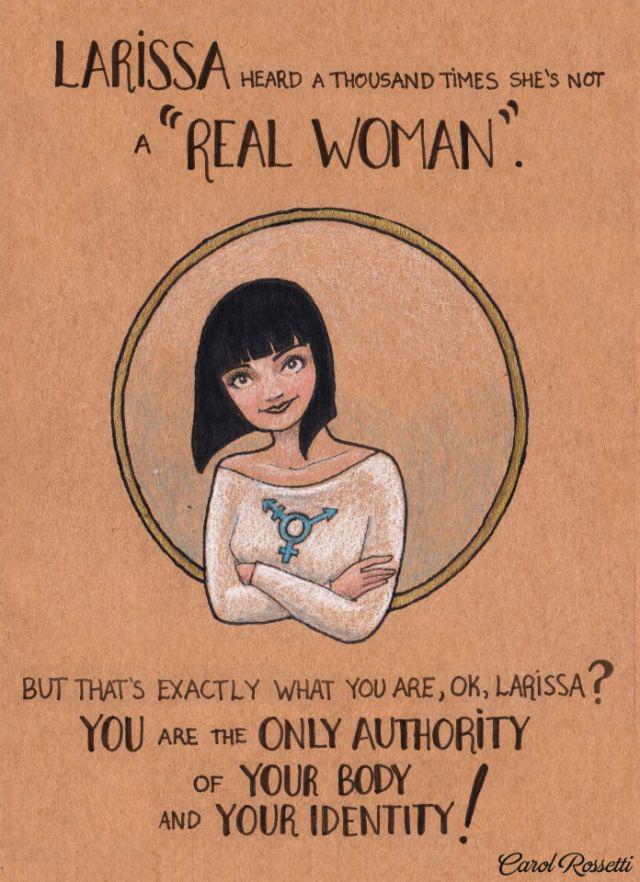 LARISSA HEARD A THOUSAND TIMES SHE'S NOT
A "REAL WOMAN".
BUT THAT'S EXACTLY WHAT YOU ARE, OK, LARISSA?
YOU ARE THE ONLY AUTHORITY
OF YOUR BODY
AND YOUR IDENTITY!
Carol Rossetti